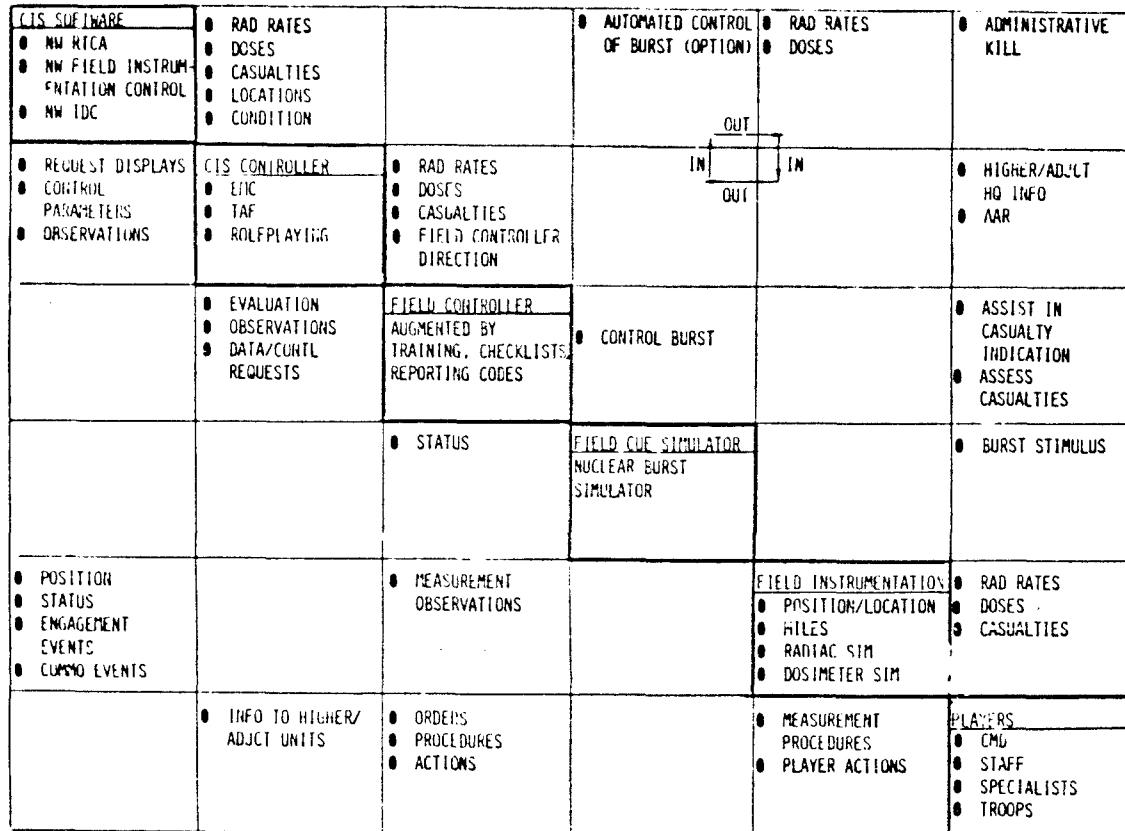 CIS SOFTWARE
● NW RTCA
● NW FIELD INSTRUM-
ENTATION CONTROL
● NW IDC
● RAD RATES
● DOSES
● CASUALTIES
● LOCATIONS
● CONDITION
● AUTOMATED CONTROL
OF BURST (OPTION)
● RAD RATES
● DOSES
● ADMINISTRATIVE
KILL
OUT
IN
IN
OUT
● REQUEST DISPLAYS
● CONTROL
PARAMETERS
● OBSERVATIONS
CIS CONTROLLER
● EMC
● TAF
● ROLEPLAYING
● RAD RATES
● DOSES
● CASUALTIES
● FIELD CONTROLLER
DIRECTION
● HIGHER/ADJCT
HQ INFO
● AAR
● EVALUATION
● OBSERVATIONS
● DATA/CONTL
REQUESTS
FIELD CONTROLLER
AUGMENTED BY
TRAINING, CHECKLISTS,
REPORTING CODES
● CONTROL BURST
● ASSIST IN
CASUALTY
INDICATION
● ASSESS
CASUALTIES
● STATUS
FIELD CUE SIMULATOR
NUCLEAR BURST
SIMULATOR
● BURST STIMULUS
● POSITION
● STATUS
● ENGAGEMENT
EVENTS
● COMMO EVENTS
● MEASUREMENT
OBSERVATIONS
FIELD INSTRUMENTATION
● POSITION/LOCATION
● MILES
● RADIAC SIM
● DOSIMETER SIM
● RAD RATES
● DOSES
● CASUALTIES
● INFO TO HIGHER/
ADJCT UNITS
● ORDERS
● PROCEDURES
● ACTIONS
● MEASUREMENT
PROCEDURES
● PLAYER ACTIONS
PLAYERS
● CMD
● STAFF
● SPECIALISTS
● TROOPS